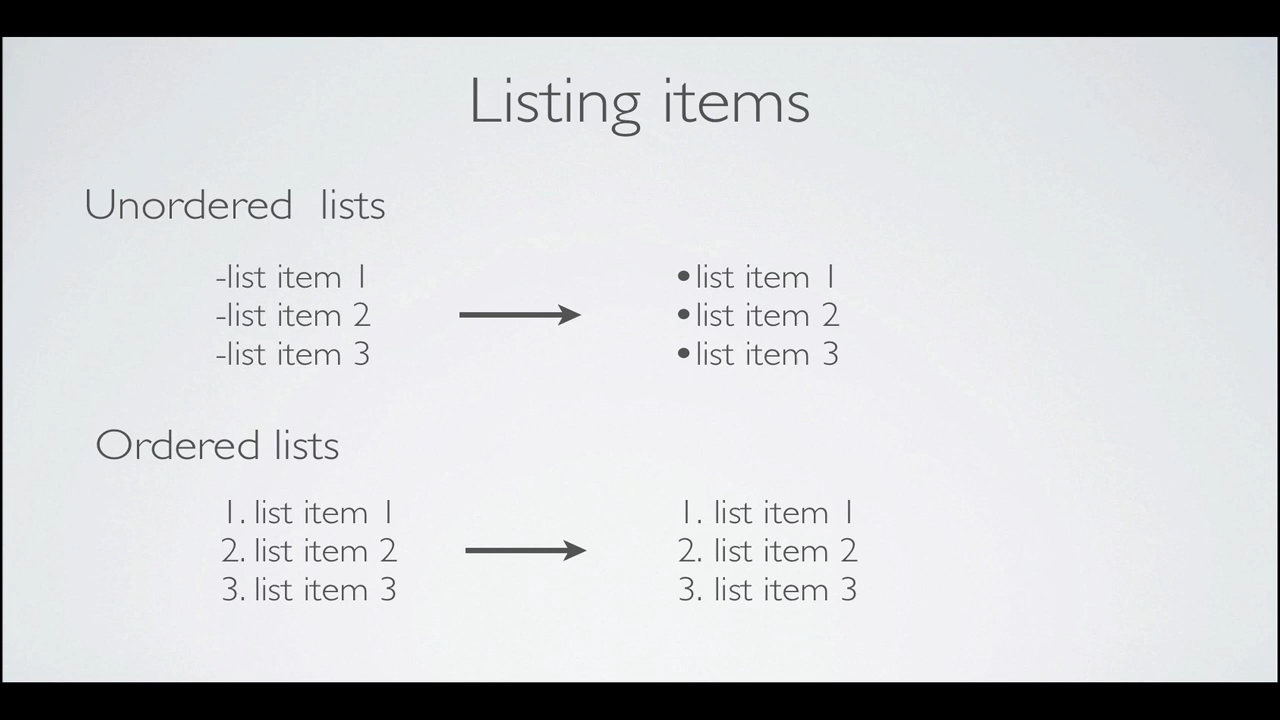 Listing items
Unordered lists
-list item 1
-list item 2
-list item 3
•list item 1
•list item 2
•list item 3
Ordered lists
1. list item 1
2. list item 2
3. list item 3
1. list item 1
2. list item 2
3. list item 3